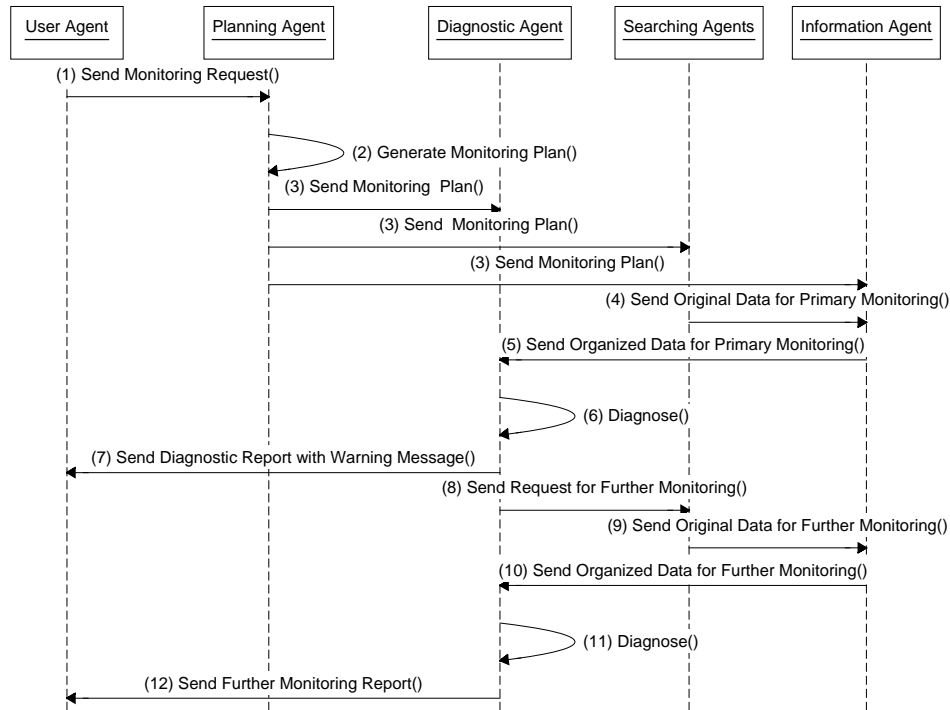 User Agent
Planning Agent
Diagnostic Agent
Searching Agents
Information Agent
(1) Send Monitoring Request()
(2) Generate Monitoring Plan()
(3) Send Monitoring  Plan()
(3) Send  Monitoring Plan()
(3) Send Monitoring Plan()
(4) Send Original Data for Primary Monitoring()
(5) Send Organized Data for Primary Monitoring()
(6) Diagnose()
(7) Send Diagnostic Report with Warning Message()
(8) Send Request for Further Monitoring()
(9) Send Original Data for Further Monitoring()
(10) Send Organized Data for Further Monitoring()
(11) Diagnose()
(12) Send Further Monitoring Report()